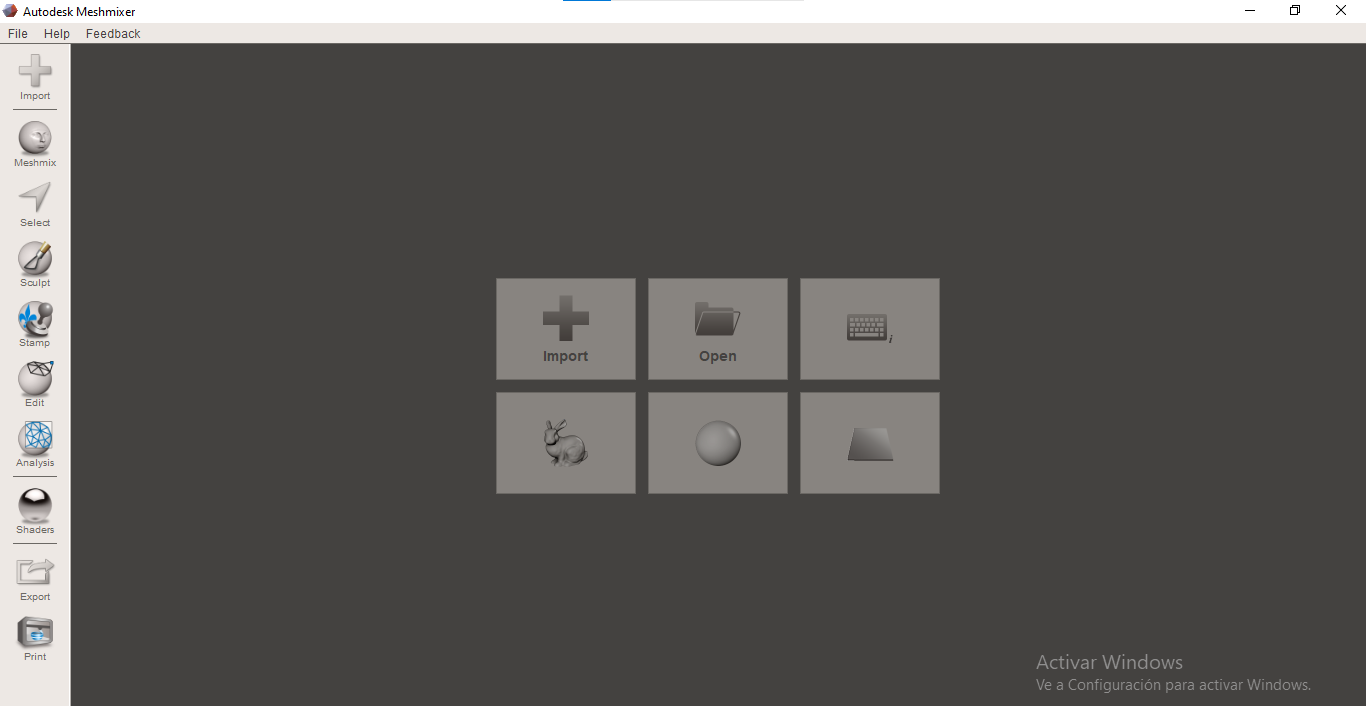 Autodesk Meshmixer
File Help Feedback
Import
Meshmix
Select
Sculpt
Stamp
Edit
Analysis
Shaders
Export
Print
Import
Open
i
Activar Windows
Ve a Configuración para activar Windows.